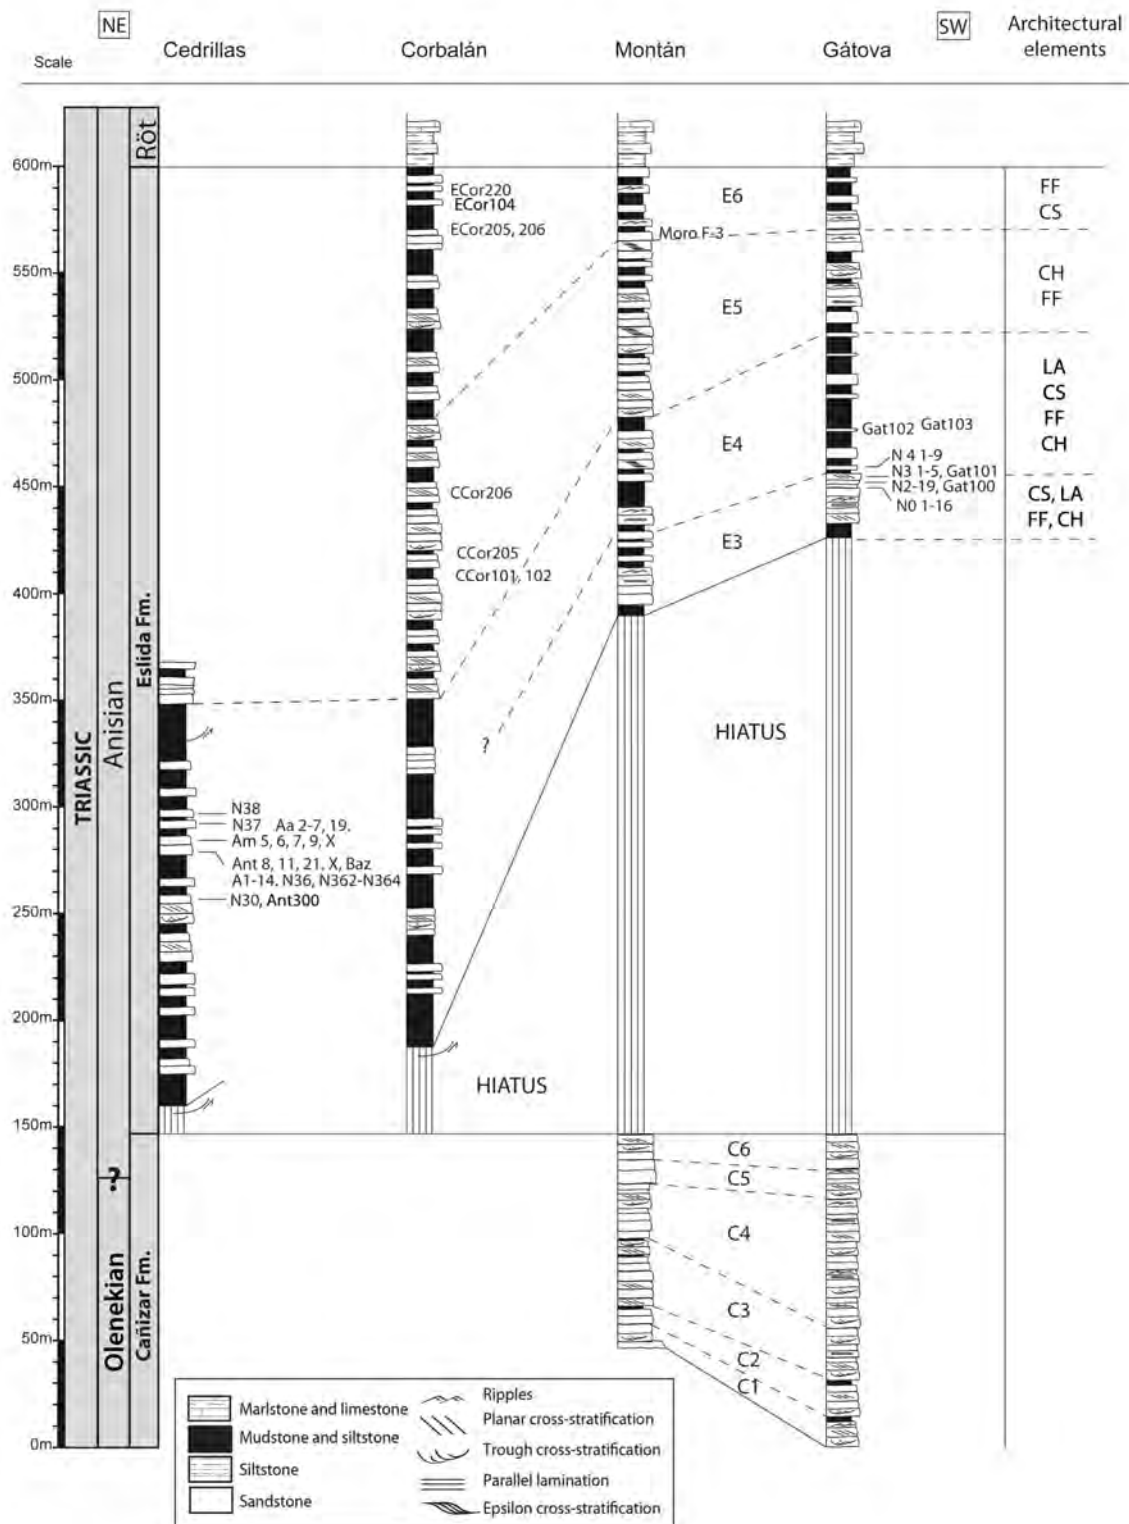 NE
SW
Scale
Cedrillas
Corbalán
Montán
Gátova
Architectural
elements
Röt
600m
550m
500m
450m
400m
350m
300m
250m
200m
150m
100m
50m
0m
TRIASSIC
Anisian
Olenekian
?
Eslida Fm.
Cañizar Fm.
N38
N37 Aa 2-7, 19.
Am 5, 6, 7, 9, X
Ant 8, 11, 21. X, Baz
A1-14. N36, N362-N364
N30, Ant300
ECor220
ECor104
ECor205, 206
CCor206
CCor205
CCor101, 102
?
HIATUS
Moro F-3
E6
E5
E4
E3
HIATUS
C6
C5
C4
C3
C2
C1
Gat102 Gat103
N 4 1-9
N3 1-5, Gat101
N2-19, Gat100
N0 1-16
FF
CS
CH
FF
LA
CS
FF
CH
CS, LA
FF, CH
Marlstone and limestone
Mudstone and siltstone
Siltstone
Sandstone
Ripples
Planar cross-stratification
Trough cross-stratification
Parallel lamination
Epsilon cross-stratification